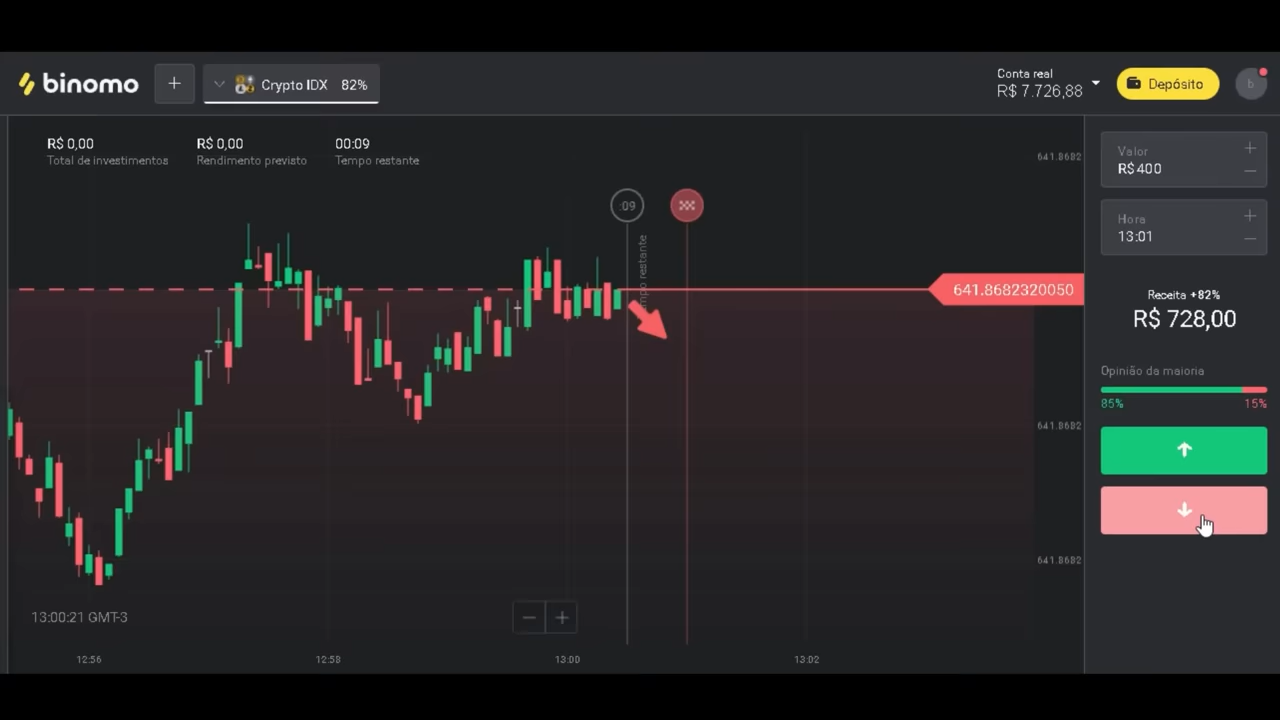 binomo
+
Crypto IDX 82%
Conta real
R$ 7.726,88
Depósito
b
R$ 0,00
Total de investimentos
R$ 0,00
Rendimento previsto
00:09
Tempo restante
641.8682
Valor
R$400
+
−
:09
Hora
13:01
+
−
po restante
641.8682320050
Receita +82%
R$ 728,00
Opinião da maioria
85% 15%
641.8682
641.8682
13:00:21 GMT-3
− +
12:56 12:58 13:00 13:02